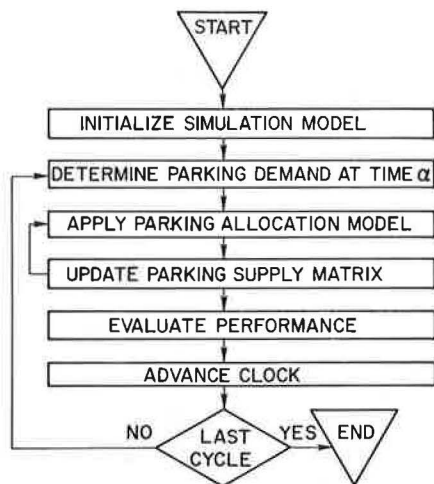 START
INITIALIZE SIMULATION MODEL
DETERMINE PARKING DEMAND AT TIME α
APPLY PARKING ALLOCATION MODEL
UPDATE PARKING SUPPLY MATRIX
EVALUATE PERFORMANCE
ADVANCE CLOCK
NO
LAST
CYCLE
YES
END